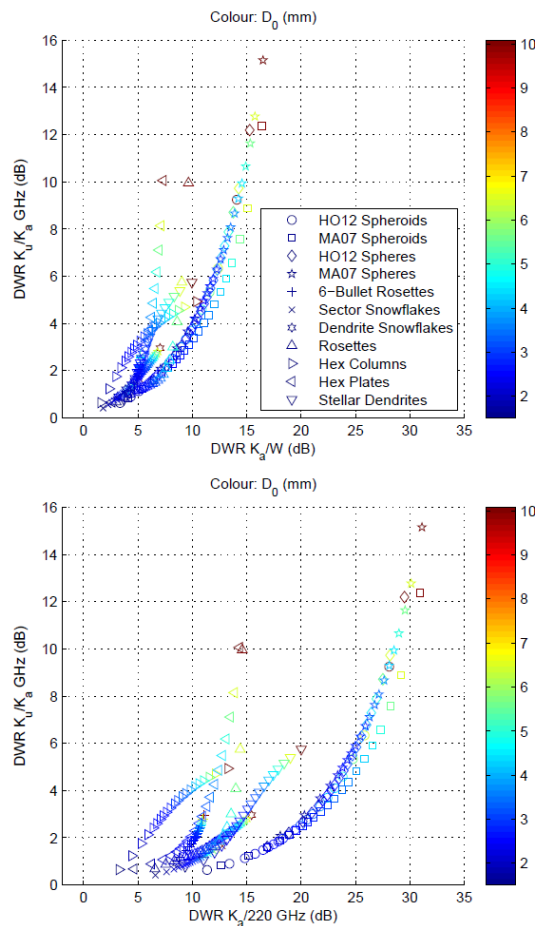 Colour: D0 (mm)
16
14
12
10
8
6
4
2
0
DWR Ku/Ka GHz (dB)
0 5 10 15 20 25 30 35
DWR Ka/W (dB)
HO12 Spheroids
MA07 Spheroids
HO12 Spheres
MA07 Spheres
6−Bullet Rosettes
Sector Snowflakes
Dendrite Snowflakes
Rosettes
Hex Columns
Hex Plates
Stellar Dendrites
10
9
8
7
6
5
4
3
2
Colour: D0 (mm)
16
14
12
10
8
6
4
2
0
DWR Ku/Ka GHz (dB)
0 5 10 15 20 25 30 35
DWR Ka/220 GHz (dB)
10
9
8
7
6
5
4
3
2